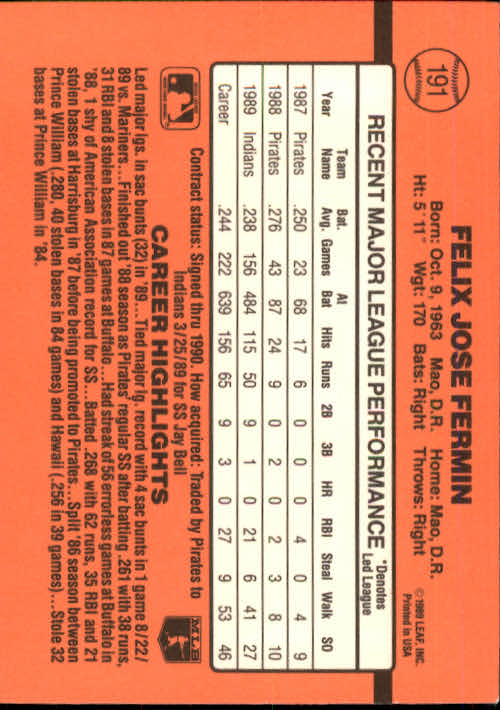 191
FELIX JOSE FERMIN
Born: Oct. 9, 1963 Mao, D.R. Home: Mao, D.R.
Ht: 5' 11" Wgt: 170 Bats: Right Throws: Right
©1989 LEAF, INC.
Printed in USA
RECENT MAJOR LEAGUE PERFORMANCE
*Denotes
Led League
Year Team Name Bat. Avg. Games At Bat Hits Runs 2B 3B HR RBI Steal Walk SO
1987 Pirates .250 23 68 17 6 0 0 0 4 0 4 9
1988 Pirates .276 43 87 24 9 0 2 0 2 3 8 10
1989 Indians .238 156 484 115 50 9 1 0 21 6 41 27
Career .244 222 639 156 65 9 3 0 27 9 53 46
Contract status: Signed thru 1990. How acquired: Traded by Pirates to
Indians 3/25/89 for SS Jay Bell
MLB
CAREER HIGHLIGHTS
Led major lgs. in sac bunts (32) in '89...Tied major lg. record with 4 sac bunts in 1 game 8/22/
89 vs. Mariners...Finished out '88 season as Pirates' regular SS after batting .261 with 38 runs,
31 RBI and 8 stolen bases in 87 games at Buffalo...Had streak of 56 errorless games at Buffalo in
'88, 1 shy of American Association record for SS...Batted .268 with 62 runs, 35 RBI and 21
stolen bases at Harrisburg in '87 before being promoted to Pirates...Split '86 season between
Prince William (.280, 40 stolen bases in 84 games) and Hawaii (.256 in 39 games)...Stole 32
bases at Prince William in '84.